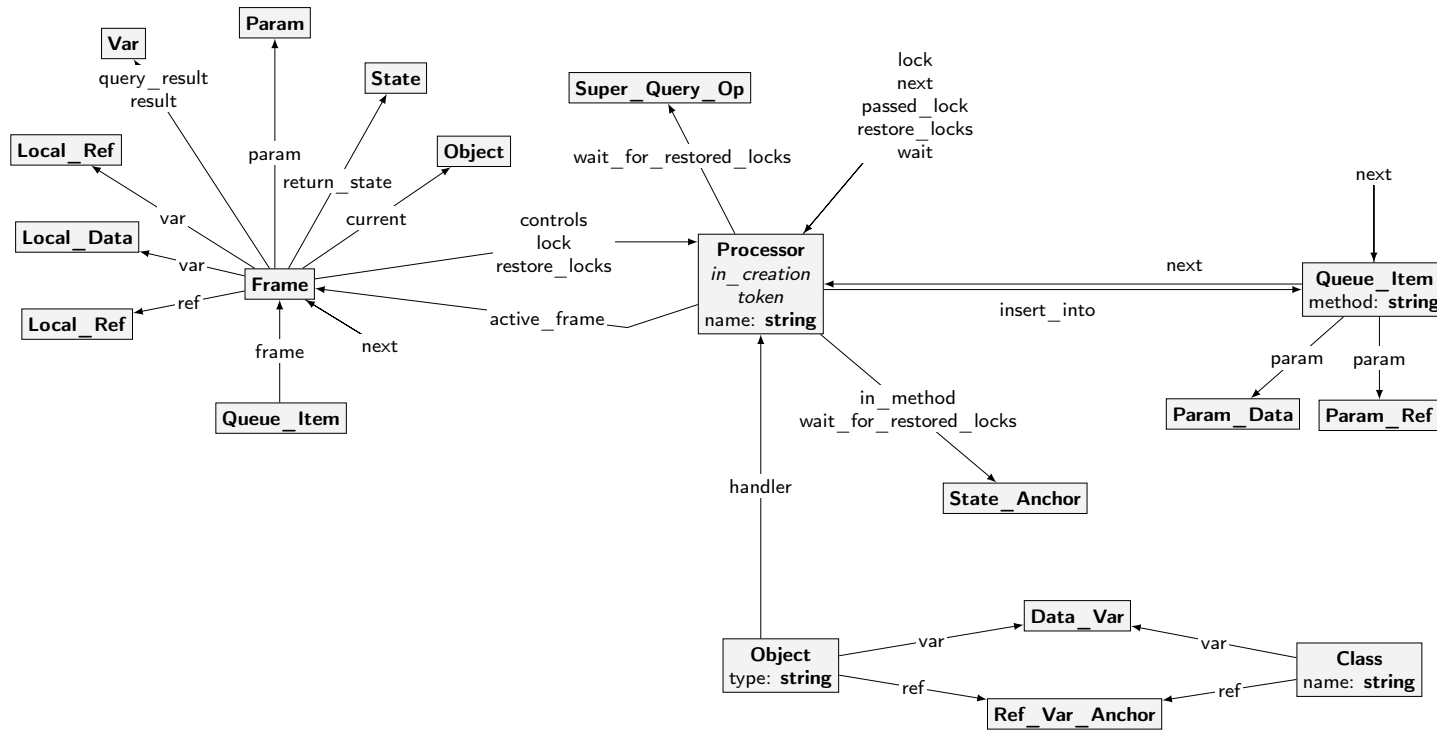 Param
Var
query_result
result
State
Super_Query_Op
lock
next
passed_lock
restore_locks
wait
Local_Ref
param
return_state
Object
wait_for_restored_locks
next
var
current
Local_Data
var
controls
lock
restore_locks
Processor
in_creation
token
name: string
next
insert_into
Queue_Item
method: string
Frame
ref
Local_Ref
active_frame
frame
next
param
param
Queue_Item
in_method
wait_for_restored_locks
Param_Data
Param_Ref
handler
State_Anchor
Data_Var
Object
type: string
var
var
Class
name: string
ref
ref
Ref_Var_Anchor